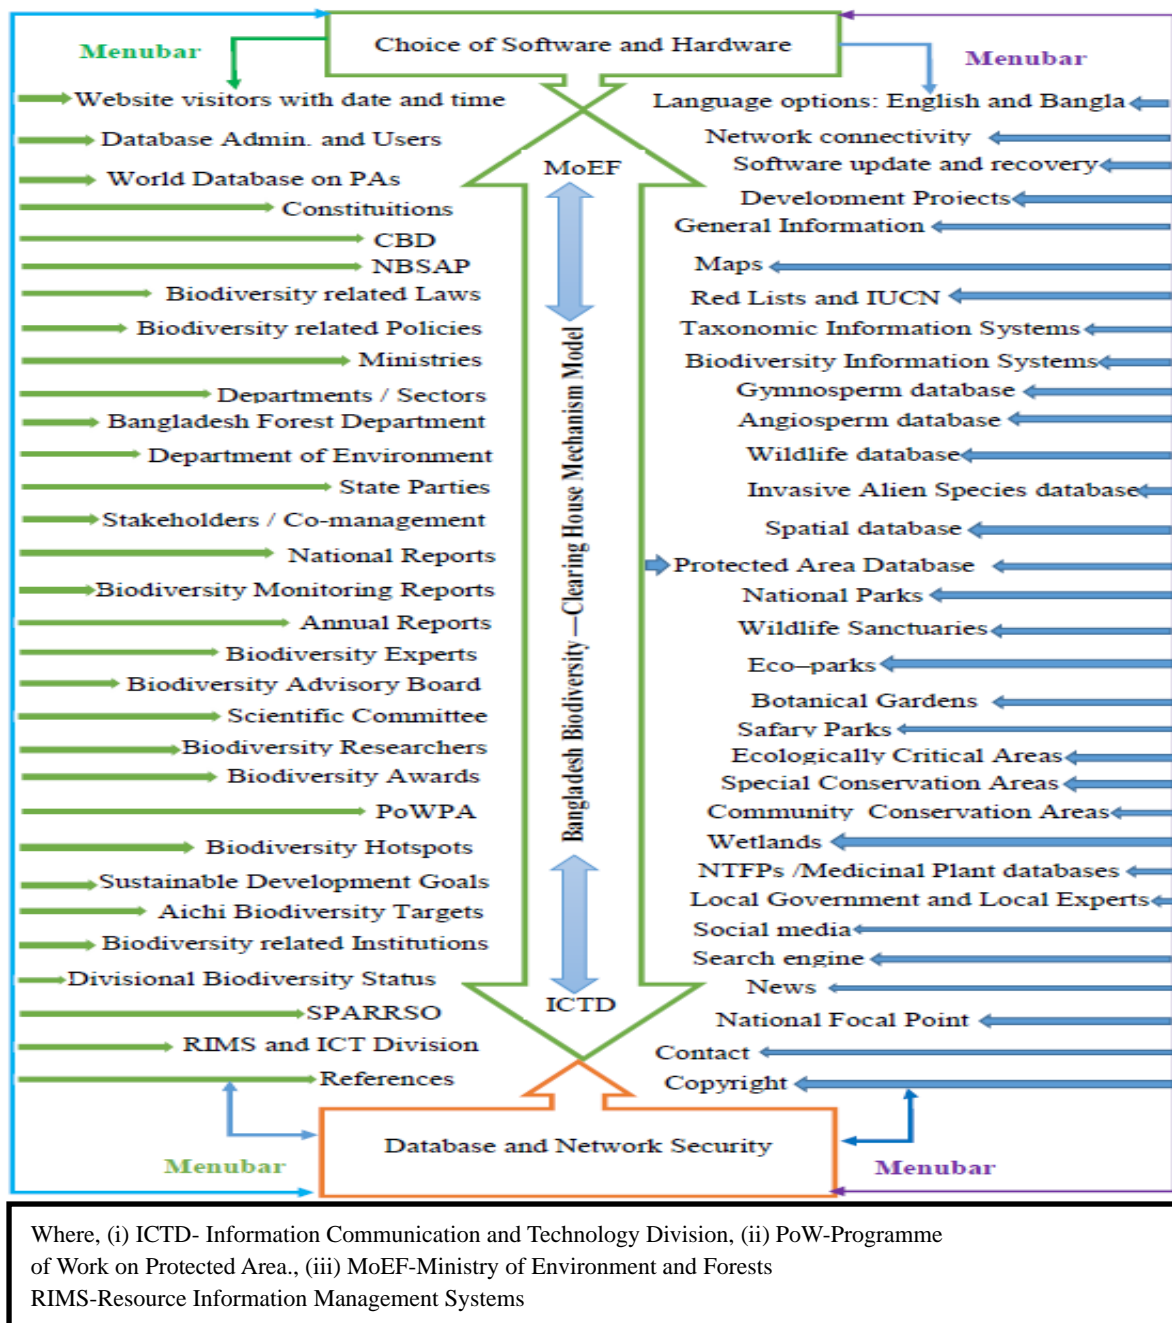 Choice of Software and Hardware
Menubar
Website visitors with date and time
Database Admin. and Users
World Database on PAs
Constituitions
CBD
NBSAP
Biodiversity related Laws
Biodiversity related Policies
Ministries
Departments / Sectors
Bangladesh Forest Department
Department of Environment
State Parties
Stakeholders / Co-management
National Reports
Biodiversity Monitoring Reports
Annual Reports
Biodiversity Experts
Biodiversity Advisory Board
Scientific Committee
Biodiversity Researchers
Biodiversity Awards
PoWPA
Biodiversity Hotspots
Sustainable Development Goals
Aichi Biodiversity Targets
Biodiversity related Institutions
Divisional Biodiversity Status
SPARRSO
RIMS and ICT Division
References
Menubar
MoEF
Bangladesh Biodiversity—Clearing House Mechanism Model
ICTD
Menubar
Language options: English and Bangla
Network connectivity
Software update and recovery
Development Projects
General Information
Maps
Red Lists and IUCN
Taxonomic Information Systems
Biodiversity Information Systems
Gymnosperm database
Angiosperm database
Wildlife database
Invasive Alien Species database
Spatial database
Protected Area Database
National Parks
Wildlife Sanctuaries
Eco–parks
Botanical Gardens
Safary Parks
Ecologically Critical Areas
Special Conservation Areas
Community Conservation Areas
Wetlands
NTFPs /Medicinal Plant databases
Local Government and Local Experts
Social media
Search engine
News
National Focal Point
Contact
Copyright
Menubar
Database and Network Security
Where, (i) ICTD- Information Communication and Technology Division, (ii) PoW-Programme
of Work on Protected Area., (iii) MoEF-Ministry of Environment and Forests
RIMS-Resource Information Management Systems